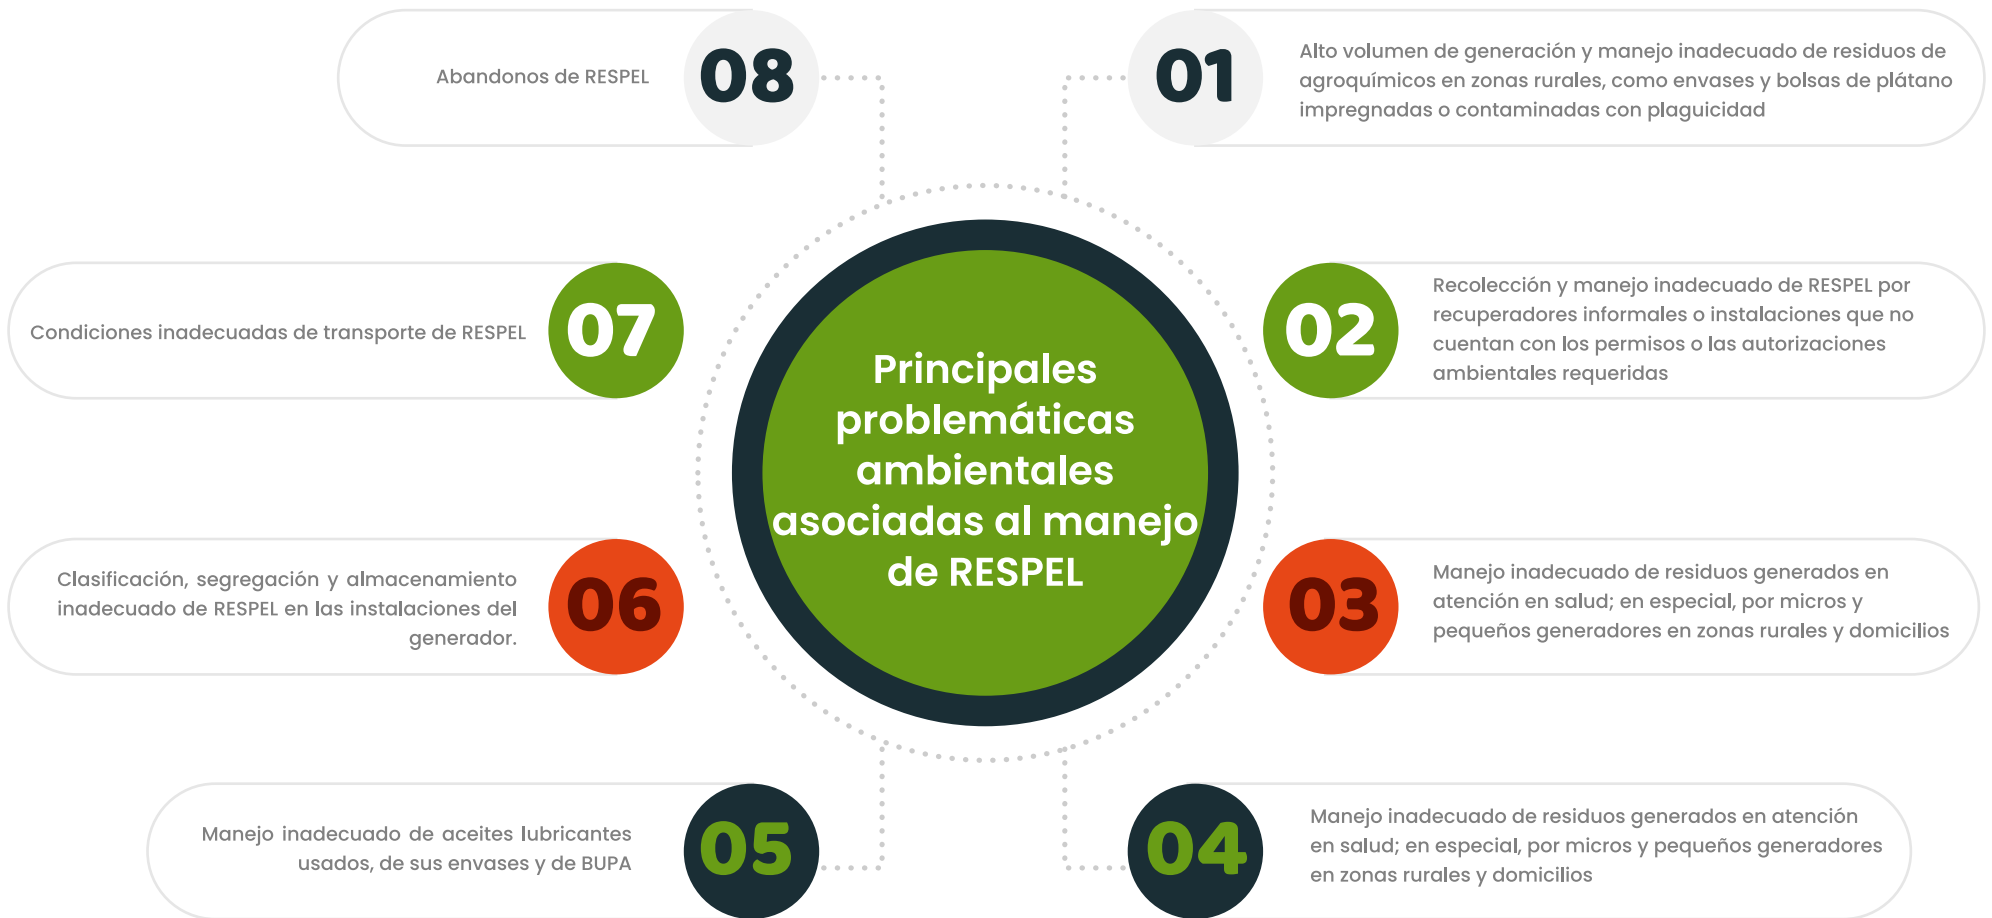 Principales
problemáticas
ambientales
asociadas al manejo
de RESPEL
01
Alto volumen de generación y manejo inadecuado de residuos de
agroquímicos en zonas rurales, como envases y bolsas de plátano
impregnadas o contaminadas con plaguicidad
02
Recolección y manejo inadecuado de RESPEL por
recuperadores informales o instalaciones que no
cuentan con los permisos o las autorizaciones
ambientales requeridas
03
Manejo inadecuado de residuos generados en
atención en salud; en especial, por micros y
pequeños generadores en zonas rurales y domicilios
04
Manejo inadecuado de residuos generados en atención
en salud; en especial, por micros y pequeños generadores
en zonas rurales y domicilios
05
Manejo inadecuado de aceites lubricantes
usados, de sus envases y de BUPA
06
Clasificación, segregación y almacenamiento
inadecuado de RESPEL en las instalaciones del
generador.
07
Condiciones inadecuadas de transporte de RESPEL
08
Abandonos de RESPEL